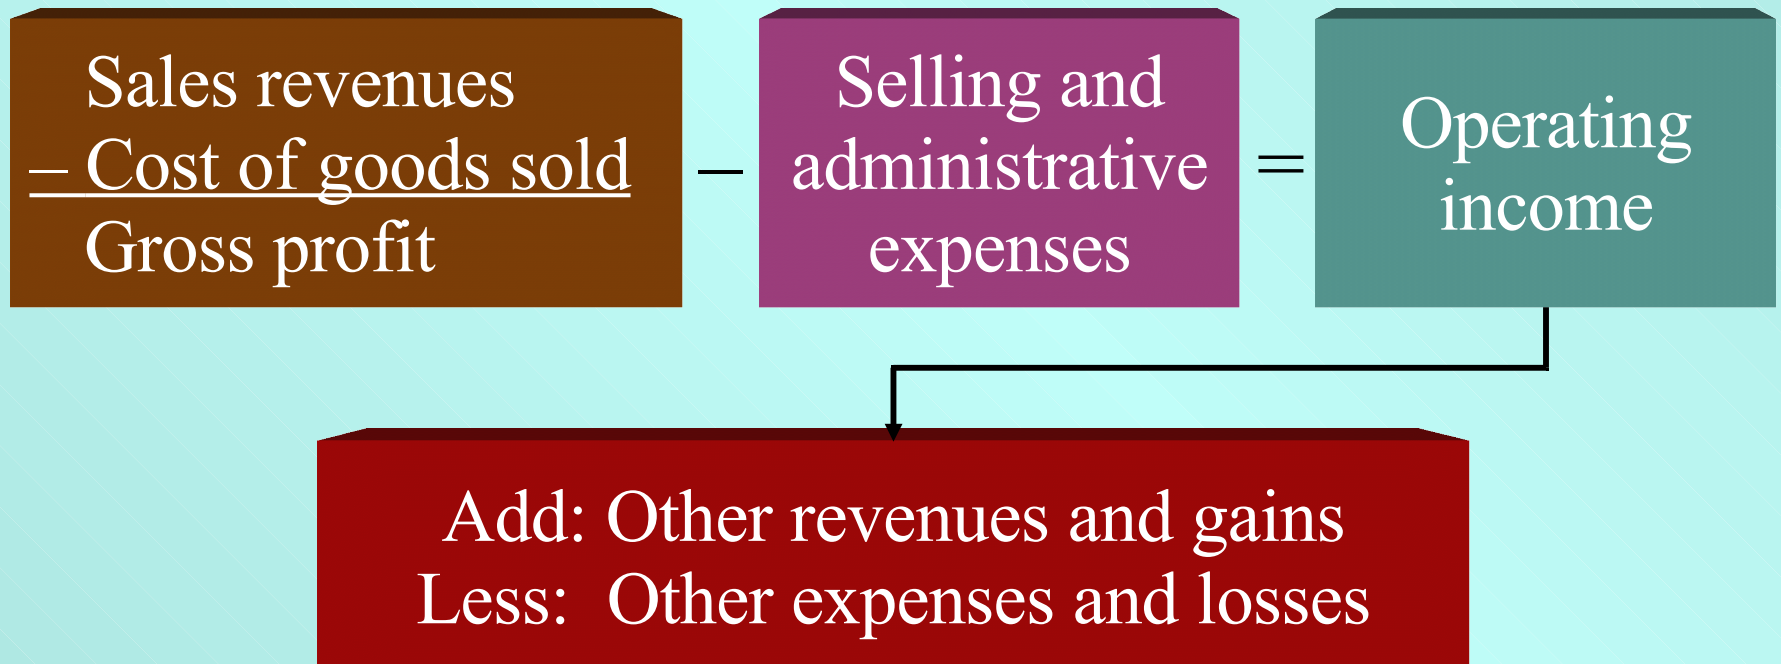 Sales revenues
– Cost of goods sold
Gross profit
–
Selling and
administrative
expenses
=
Operating
income
Add: Other revenues and gains
Less: Other expenses and losses